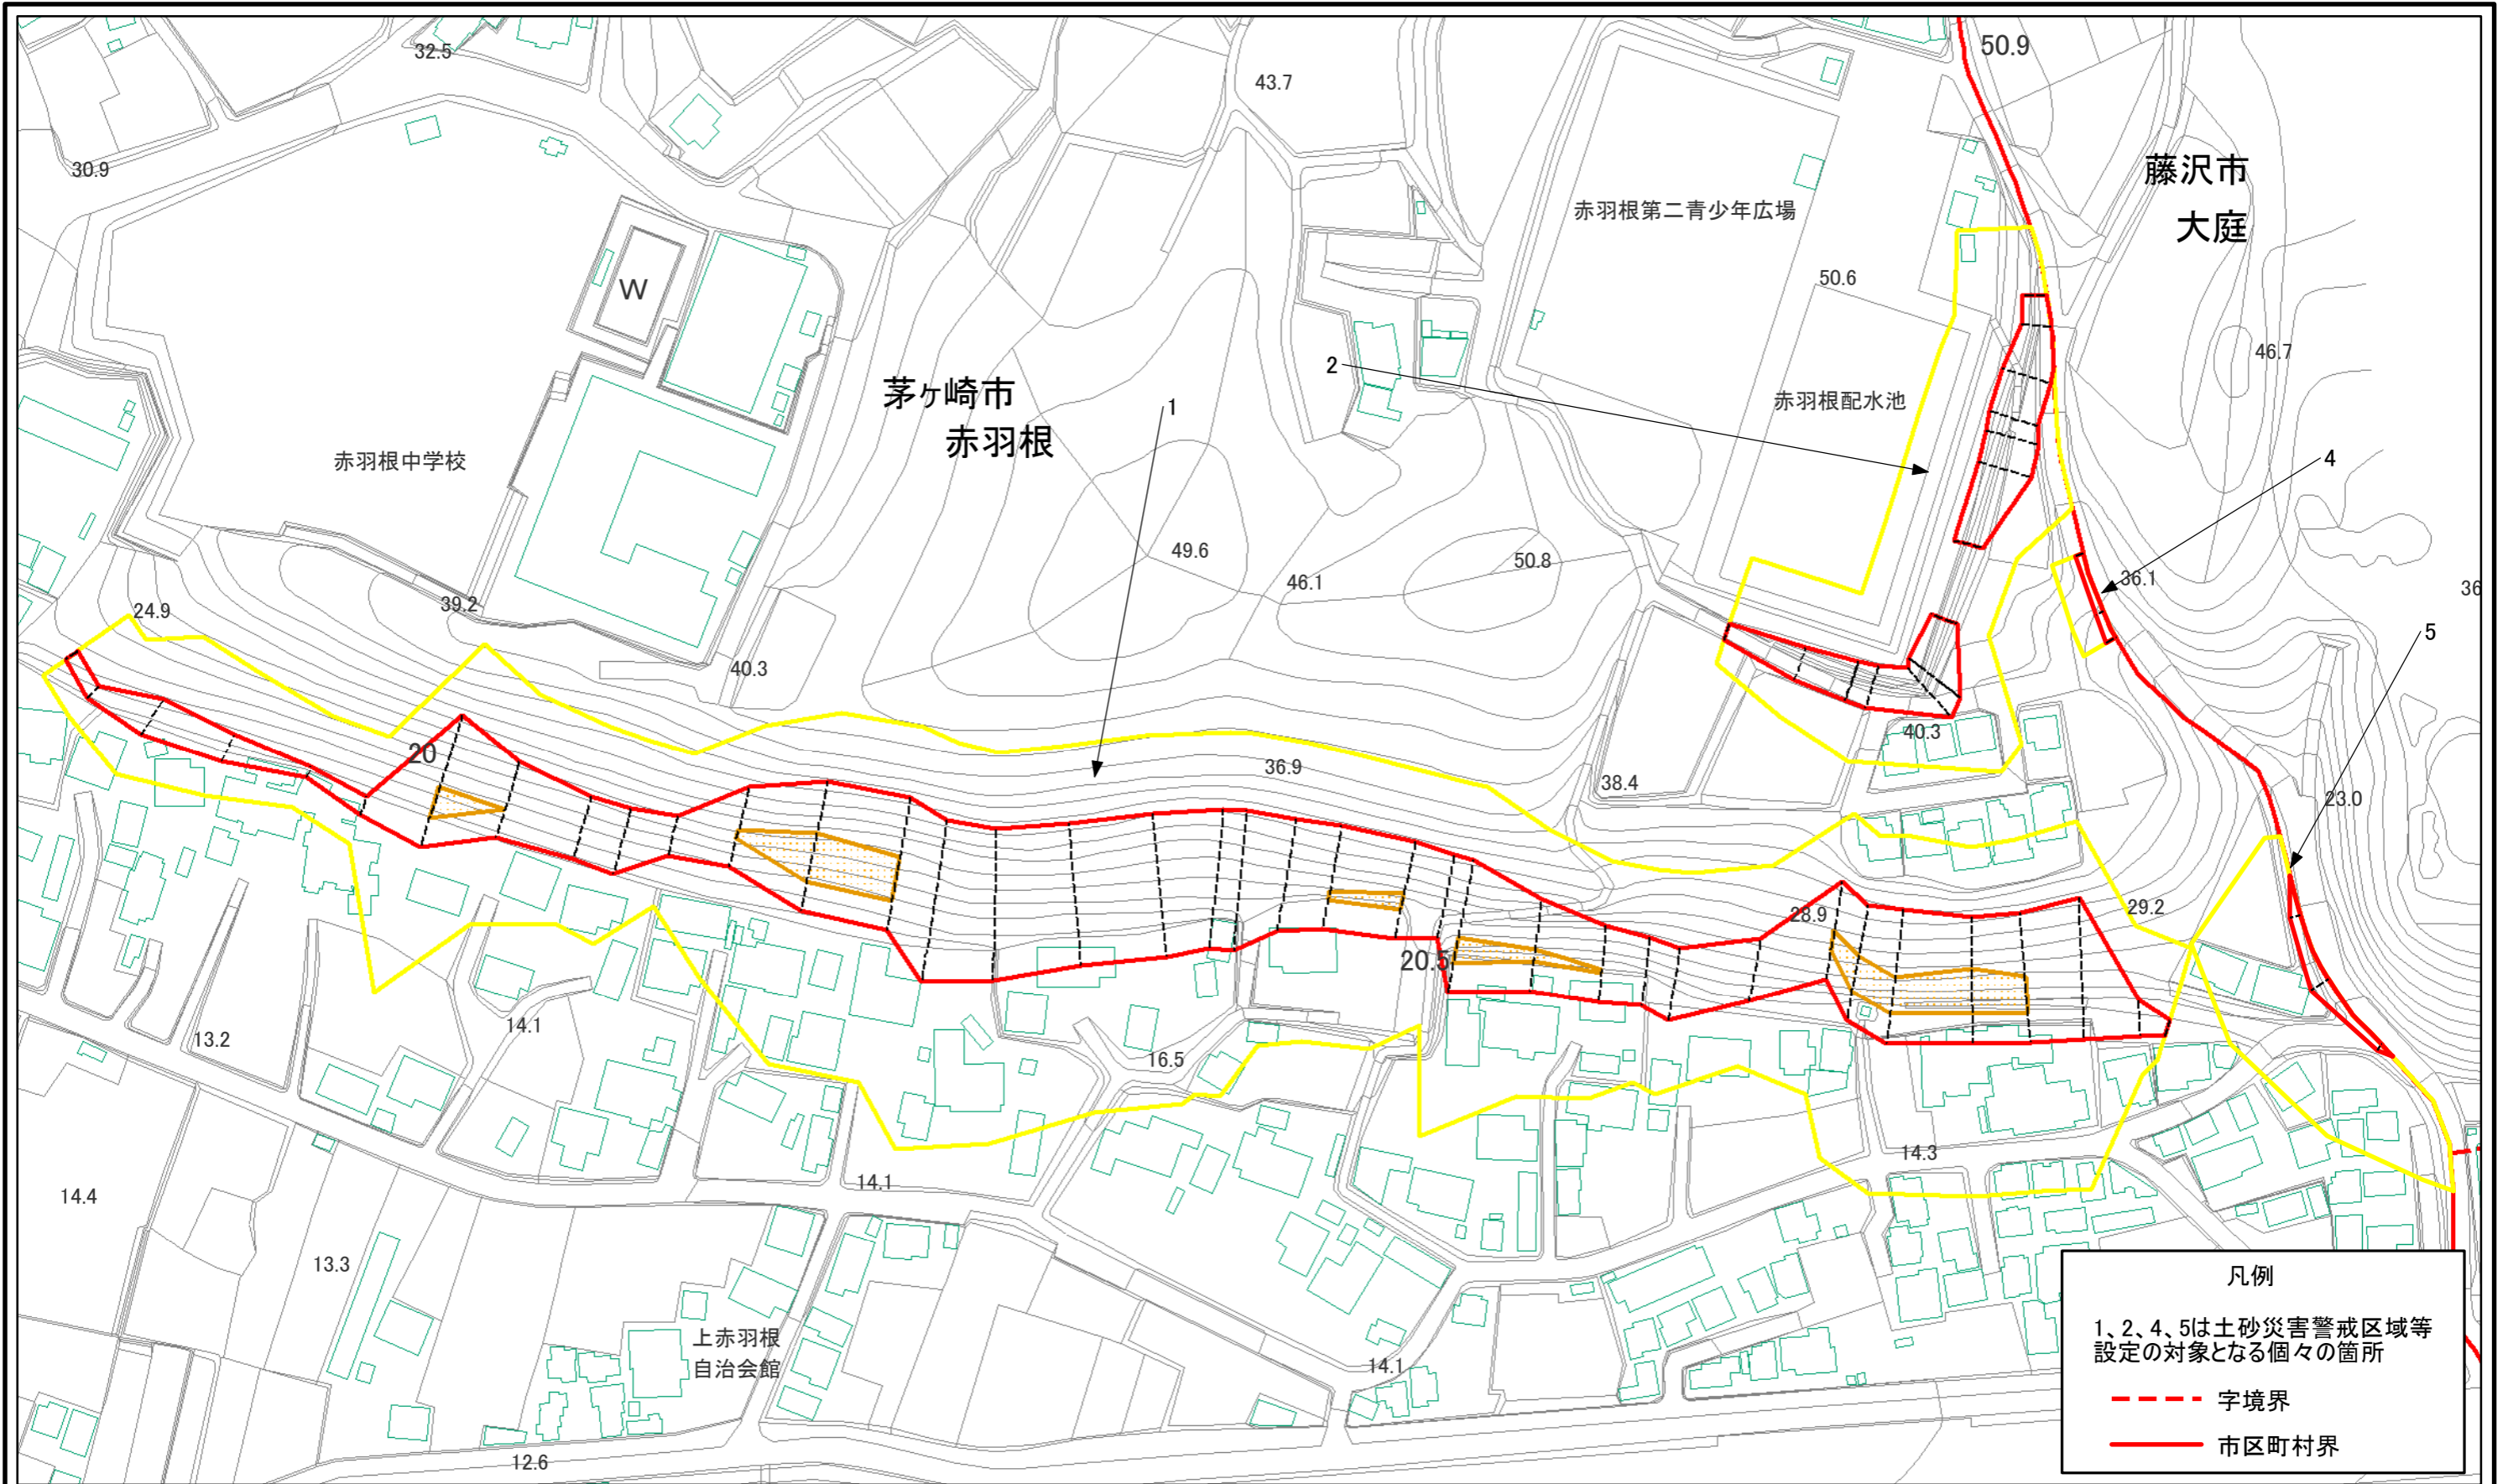 50.9
32.5
43.7
30.9
藤沢市
大庭
赤羽根第二青少年広場
50.6
W
46.7
2
茅ヶ崎市
赤羽根
1
赤羽根配水池
赤羽根中学校
4
49.6
50.8
46.1
36.1
36
24.9
39.2
40.3
5
20
40.3
36.9
38.4
23.0
28.9
29.2
20.5
13.2
14.1
16.5
14.3
14.4
14.1
13.3
上赤羽根
自治会館
14.1
12.6
凡例
1、2、4、5は土砂災害警戒区域等
設定の対象となる個々の箇所
字境界
市区町村界